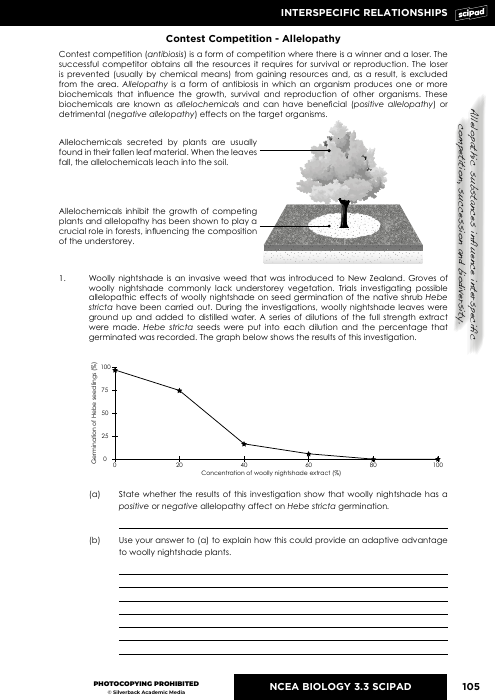 INTERSPECIFIC RELATIONSHIPS scipad
Contest Competition - Allelopathy
Contest competition (antibiosis) is a form of competition where there is a winner and a loser. The
successful competitor obtains all the resources it requires for survival or reproduction. The loser
is prevented (usually by chemical means) from gaining resources and, as a result, is excluded
from the area. Allelopathy is a form of antibiosis in which an organism produces one or more
biochemicals that influence the growth, survival and reproduction of other organisms. These
biochemicals are known as allelochemicals and can have beneficial (positive allelopathy) or
detrimental (negative allelopathy) effects on the target organisms.
Allelochemicals secreted by plants are usually
found in their fallen leaf material. When the leaves
fall, the allelochemicals leach into the soil.
Allelochemicals inhibit the growth of competing
plants and allelopathy has been shown to play a
crucial role in forests, influencing the composition
of the understorey.
Allelopathic substances influence interspecific
competition, succession and biodiversity.
1. Woolly nightshade is an invasive weed that was introduced to New Zealand. Groves of
woolly nightshade commonly lack understorey vegetation. Trials investigating possible
allelopathic effects of woolly nightshade on seed germination of the native shrub Hebe
stricta have been carried out. During the investigations, woolly nightshade leaves were
ground up and added to distilled water. A series of dilutions of the full strength extract
were made. Hebe stricta seeds were put into each dilution and the percentage that
germinated was recorded. The graph below shows the results of this investigation.
Germination of Hebe seedlings (%)
100
75
50
25
0
0 20 40 60 80 100
Concentration of woolly nightshade extract (%)
(a) State whether the results of this investigation show that woolly nightshade has a
positive or negative allelopathy affect on Hebe stricta germination.
(b) Use your answer to (a) to explain how this could provide an adaptive advantage
to woolly nightshade plants.
PHOTOCOPYING PROHIBITED
© Silverback Academic Media
NCEA BIOLOGY 3.3 SCIPAD
105